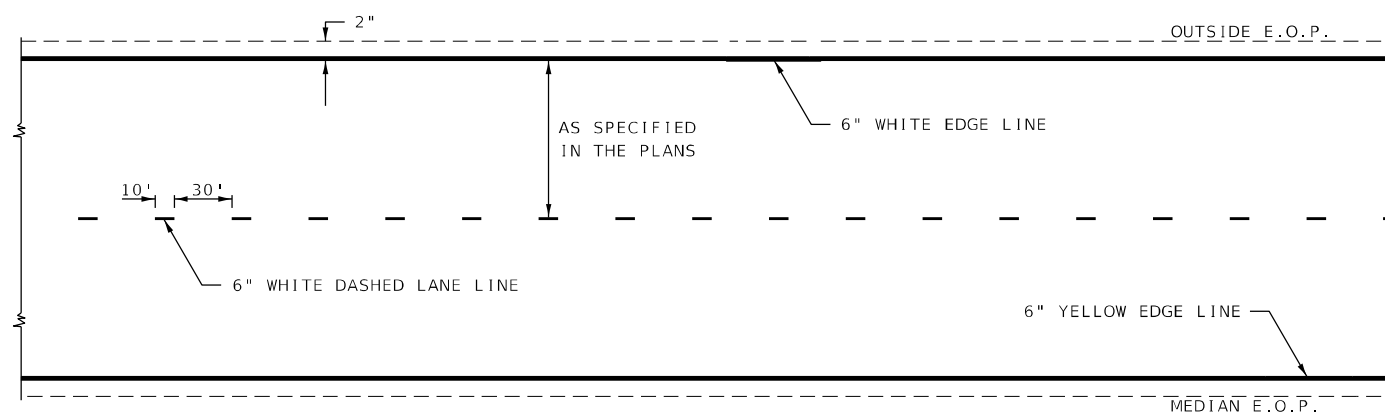 2"
OUTSIDE E.O.P.
6" WHITE EDGE LINE
AS SPECIFIED
IN THE PLANS
10'
30'
6" WHITE DASHED LANE LINE
6" YELLOW EDGE LINE
MEDIAN E.O.P.